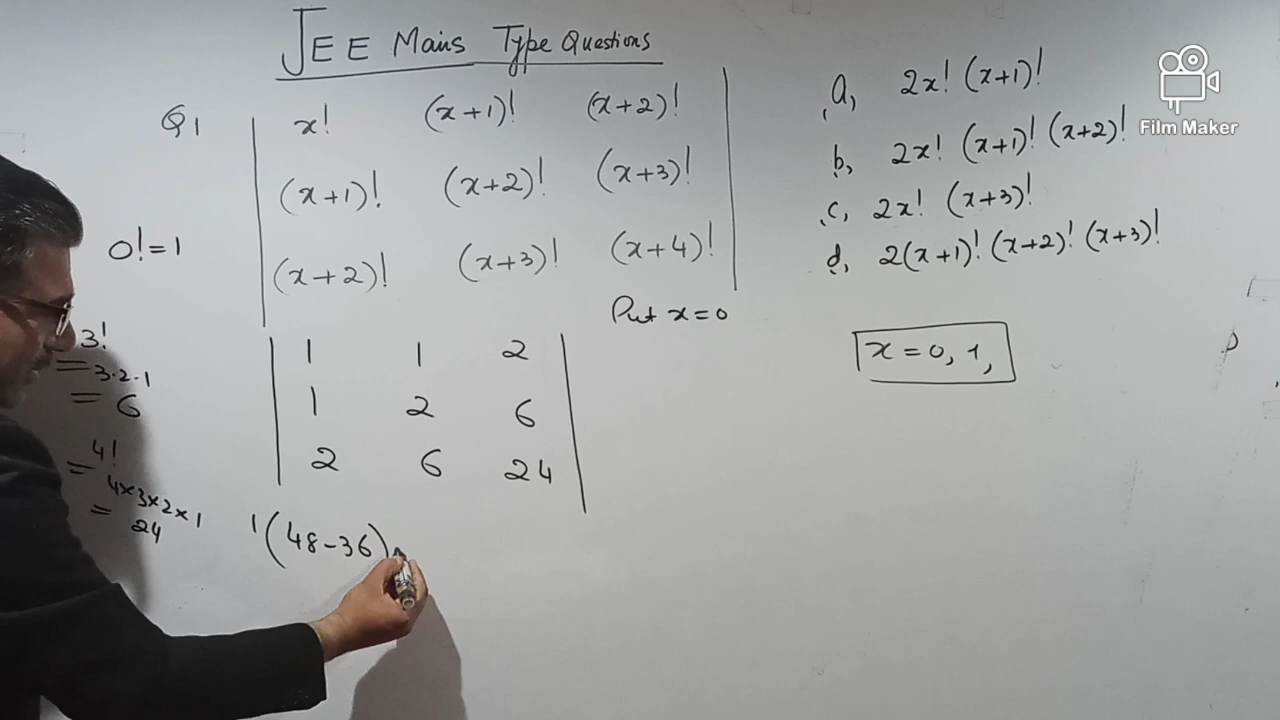 JEE Mains Type Questions
Q1 x! (x+1)! (x+2)!
(x+1)! (x+2)! (x+3)!
(x+2)! (x+3)! (x+4)!
Put x=0
a, 2x! (x+1)!
b, 2x! (x+1)! (x+2)!
c, 2x! (x+3)!
d, 2(x+1)! (x+2)! (x+3)!
x = 0, 1,
0! = 1
3!
= 3·2·1
= 6
= 4!
4×3×2×1
= 24
1 1 2
1 2 6
2 6 24
1(48-36)
Film Maker